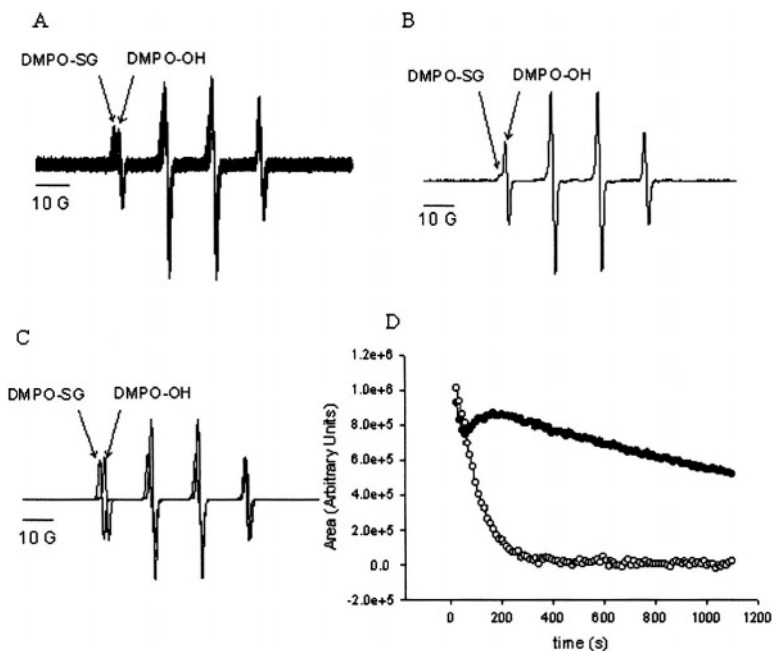 A
DMPO-SG DMPO-OH
10 G
B
DMPO-SG DMPO-OH
10 G
C
DMPO-SG DMPO-OH
10 G
D
Area (Arbitrary Units)
1.2e+6
1.0e+6
8.0e+5
6.0e+5
4.0e+5
2.0e+5
0.0
-2.0e+5
0 200 400 600 800 1000 1200
time (s)